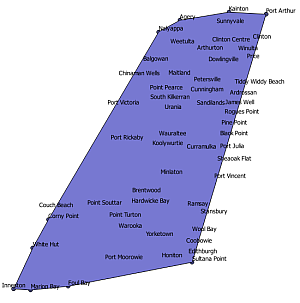 Kainton
Port Arthur
Agery
Sunnyvale
Nalyappa
Clinton
Weetulta
Clinton Centre
Arthurton
Winulta
Price
Balgowan
Dowlingville
Chinaman Wells
Maitland
Petersville
Tiddy Widdy Beach
Point Pearce
Cunningham
Ardrossan
South Kilkerran
Port Victoria
Sandilands
James Well
Urania
Rogues Point
Pine Point
Wauraltee
Black Point
Port Rickaby
Koolywurtie
Curramulka
Port Julia
Sheaoak Flat
Minlaton
Port Vincent
Brentwood
Hardwicke Bay
Port Souttar
Ramsay
Couch Beach
Stansbury
Corny Point
Point Turton
Warooka
Wool Bay
Yorketown
Coobowie
White Hut
Edithburgh
Port Moorowie
Honiton
Sultana Point
Inneston
Marion Bay
Foul Bay